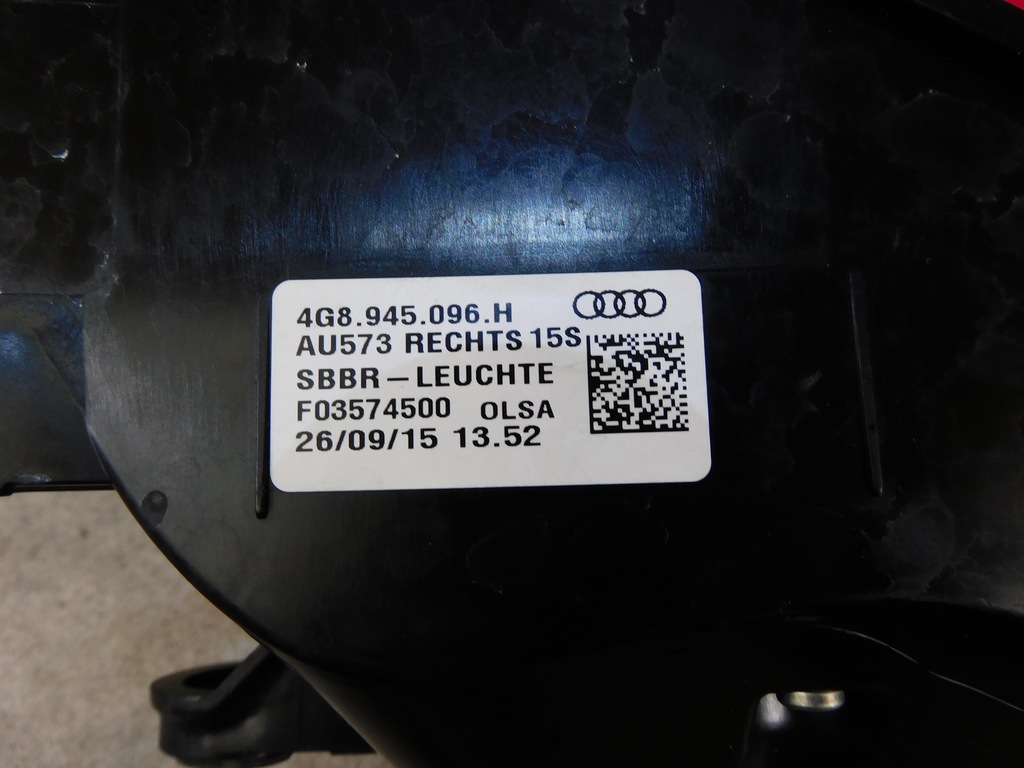 4G8.945.096.H
AU573 RECHTS 15S
SBBR-LEUCHTE
F03574500 OLSA
26/09/15 13.52